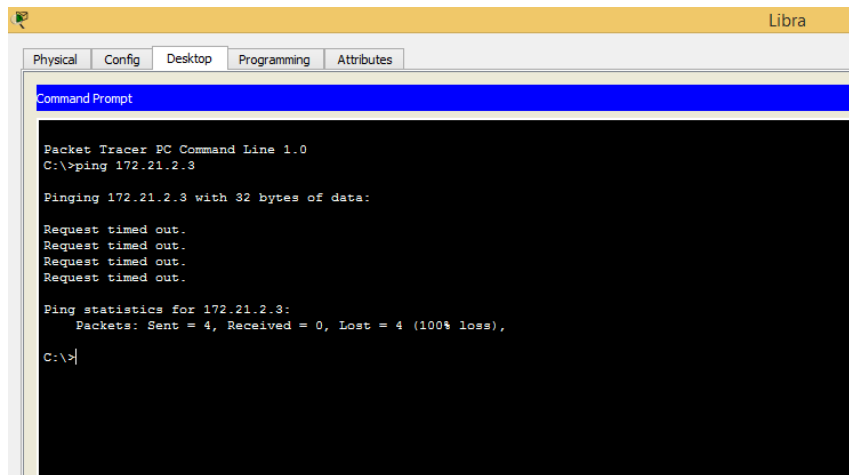 Libra
Physical Config Desktop Programming Attributes
Command Prompt
Packet Tracer PC Command Line 1.0
C:\>ping 172.21.2.3
Pinging 172.21.2.3 with 32 bytes of data:
Request timed out.
Request timed out.
Request timed out.
Request timed out.
Ping statistics for 172.21.2.3:
Packets: Sent = 4, Received = 0, Lost = 4 (100% loss),
C:\>